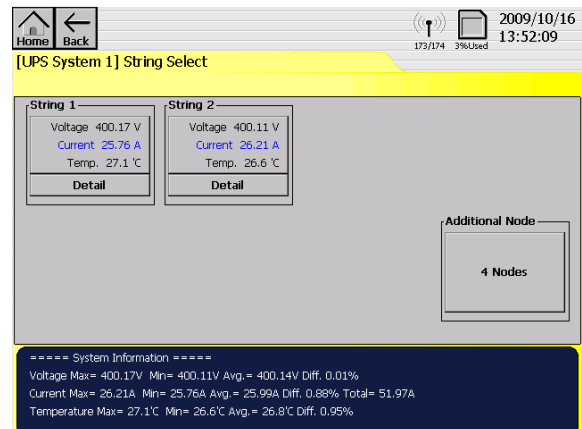 Home Back
173/174 3%Used
2009/10/16
13:52:09
[UPS System 1] String Select
String 1
Voltage 400.17 V
Current 25.76 A
Temp. 27.1 'C
Detail
String 2
Voltage 400.11 V
Current 26.21 A
Temp. 26.6 'C
Detail
Additional Node
4 Nodes
===== System Information =====
Voltage Max= 400.17V Min= 400.11V Avg.= 400.14V Diff. 0.01%
Current Max= 26.21A Min= 25.76A Avg.= 25.99A Diff. 0.88% Total= 51.97A
Temperature Max= 27.1'C Min= 26.6'C Avg.= 26.8'C Diff. 0.95%